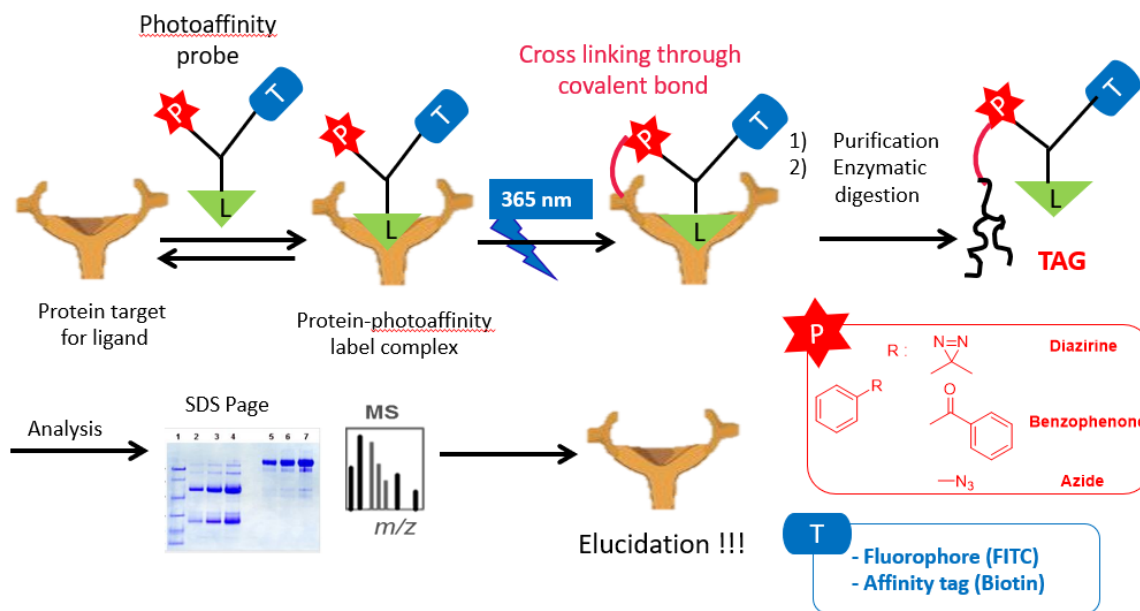 Photoaffinity
probe
P
T
L
Protein target
for ligand
P
T
L
Protein-photoaffinity
label complex
365 nm
Cross linking through
covalent bond
P
T
L
1) Purification
2) Enzymatic
digestion
P
T
L
TAG
Analysis
SDS Page
1 2 3 4 5 6 7
MS
m/z
Elucidation !!!
P
R :
N=N
Diazirine
R
O
Benzophenone
N3
Azide
T
- Fluorophore (FITC)
- Affinity tag (Biotin)